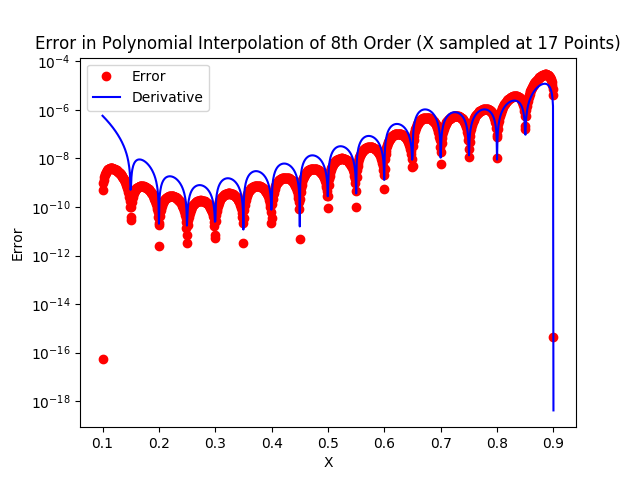 Error in Polynomial Interpolation of 8th Order (X sampled at 17 Points)
Error
Derivative
Error
10^-4
10^-6
10^-8
10^-10
10^-12
10^-14
10^-16
10^-18
0.1 0.2 0.3 0.4 0.5 0.6 0.7 0.8 0.9
X